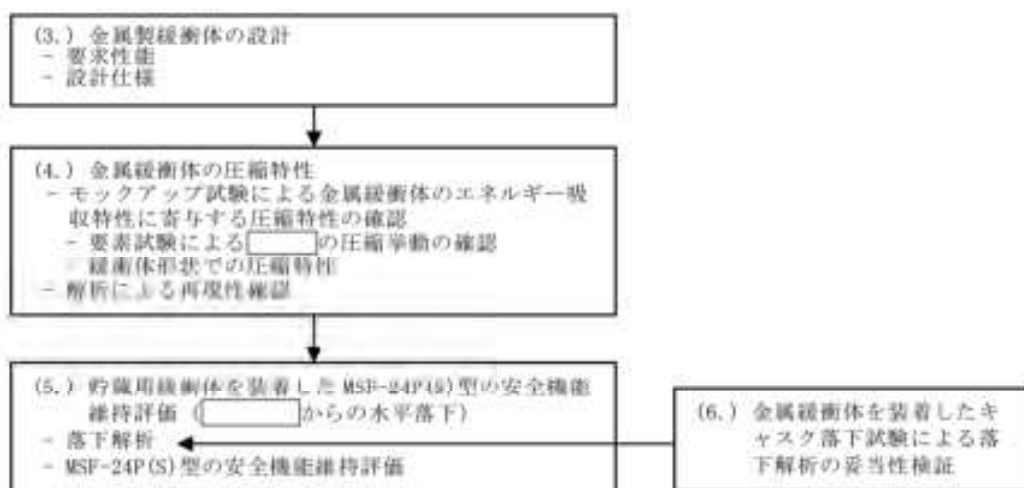 (3.) 金属製緩衝体の設計
- 要求性能
- 設計仕様
(4.) 金属緩衝体の圧縮特性
- モックアップ試験による金属緩衝体のエネルギー吸
収特性に寄与する圧縮特性の確認
- 要素試験による の圧縮挙動の確認
- 緩衝体形状での圧縮特性
- 解析による再現性確認
(5.) 貯蔵用緩衝体を装着した MSF-24P(S)型の安全機能
維持評価 ( からの水平落下)
- 落下解析
- MSF-24P(S)型の安全機能維持評価
(6.) 金属緩衝体を装着したキ
ャスク落下試験による落
下解析の妥当性検証